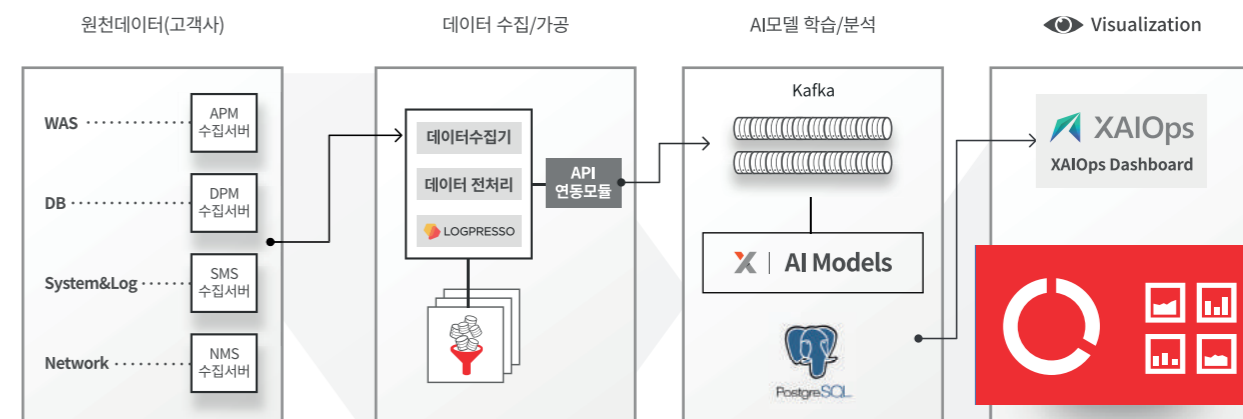 원천데이터(고객사)
WAS
APM
수집서버
DB
DPM
수집서버
System&Log
SMS
수집서버
Network
NMS
수집서버
데이터 수집/가공
데이터수집기
데이터 전처리
LOGPRESSO
API
연동모듈
AI모델 학습/분석
Kafka
X | AI Models
PostgreSQL
Visualization
XAIOps
XAIOps Dashboard